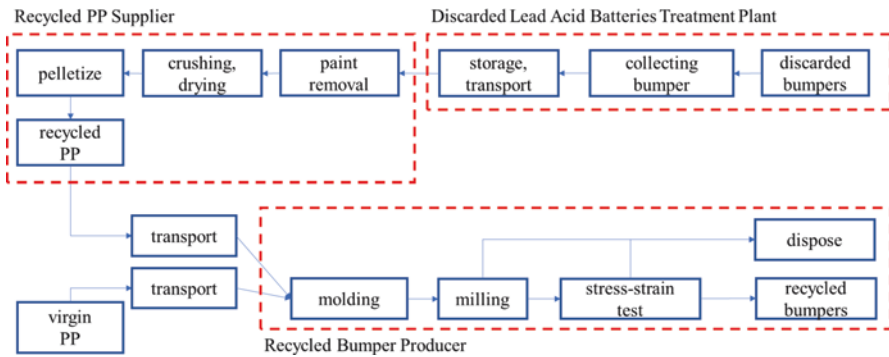 Recycled PP Supplier
Discarded Lead Acid Batteries Treatment Plant
pelletize
crushing,
drying
paint
removal
storage,
transport
collecting
bumper
discarded
bumpers
recycled
PP
transport
dispose
transport
molding
milling
stress-strain
test
recycled
bumpers
virgin
PP
Recycled Bumper Producer